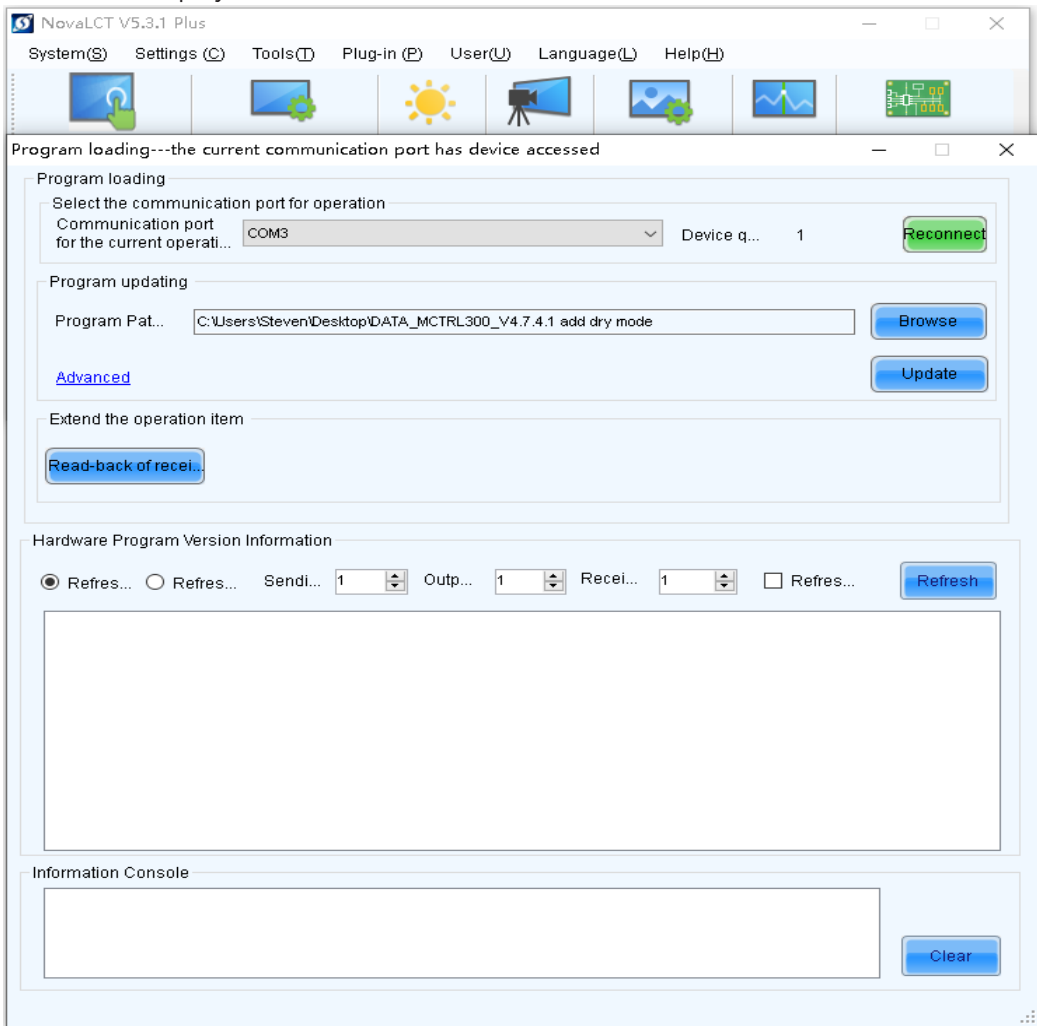 NovaLCT V5.3.1 Plus
System(S) Settings (C) Tools(T) Plug-in (P) User(U) Language(L) Help(H)
Program loading---the current communication port has device accessed
Program loading
Select the communication port for operation
Communication port
for the current operati... COM3 Device q... 1 Reconnect
Program updating
Program Pat... C:\Users\Steven\Desktop\DATA_MCTRL300_V4.7.4.1 add dry mode Browse
Advanced Update
Extend the operation item
Read-back of recei...
Hardware Program Version Information
Refres... Refres... Sendi... 1 Outp... 1 Recei... 1 Refres... Refresh
Information Console
Clear